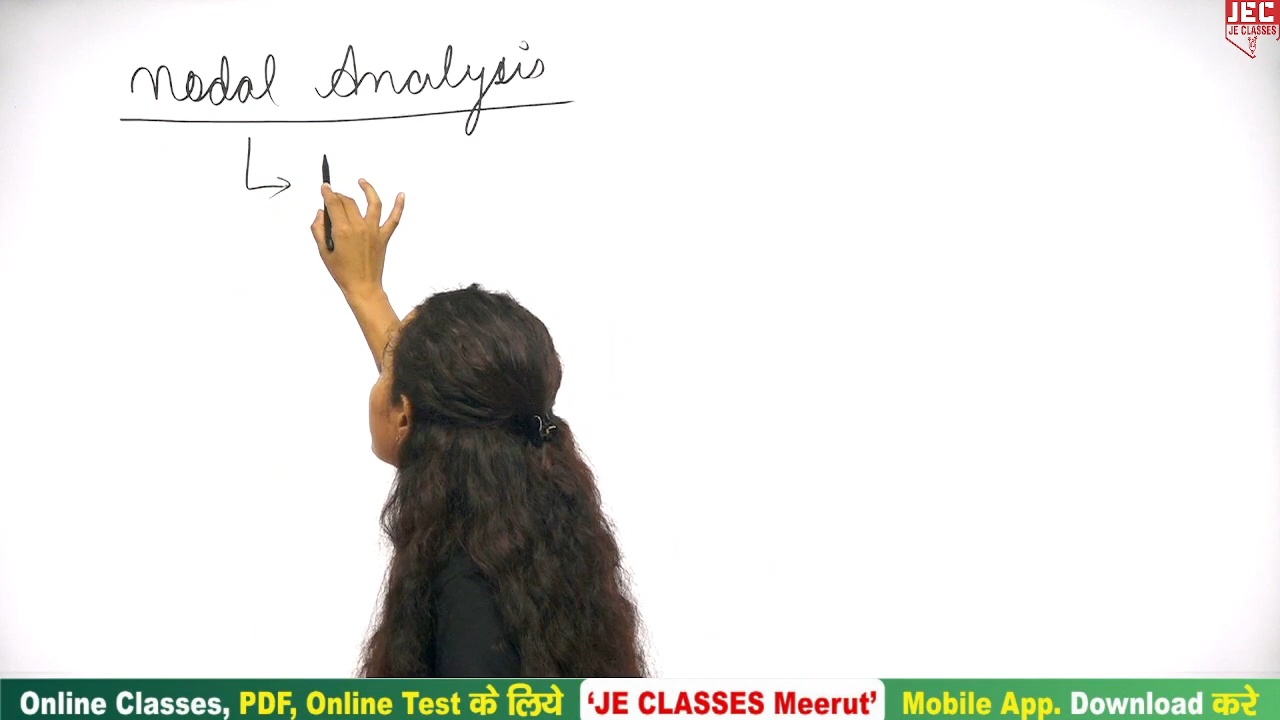 JEC
JE CLASSES
Nodal Analysis
Online Classes, PDF, Online Test के लिये 'JE CLASSES Meerut' Mobile App. Download करे